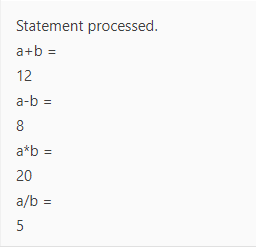 Statement processed.
a+b =
12
a-b =
8
a*b =
20
a/b =
5